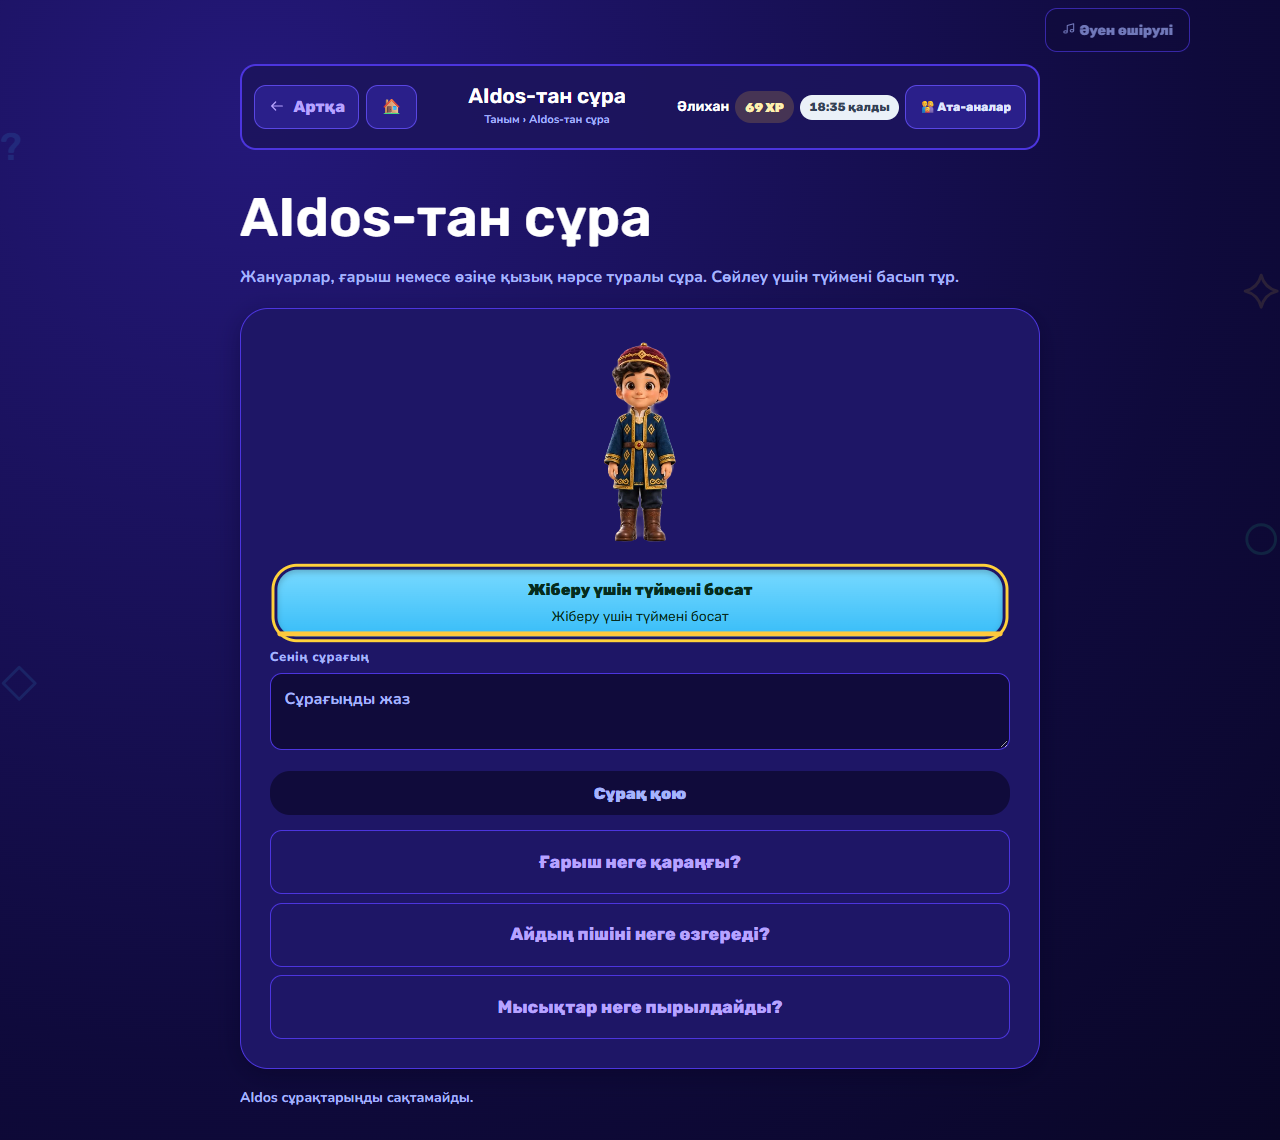 Әуен өшірулі
← Артқа
Aldos-тан сұра
Таным › Aldos-тан сұра
Әлихан
69 XP
18:35 қалды
Ата-аналар
?
Aldos-тан сұра
Жануарлар, ғарыш немесе өзіңе қызық нәрсе туралы сұра. Сөйлеу үшін түймені басып тұр.
Жіберу үшін түймені босат
Жіберу үшін түймені босат
Сенің сұрағың
Сұрағыңды жаз
Сұрақ қою
Ғарыш неге қараңғы?
Айдың пішіні неге өзгереді?
Мысықтар неге пырылдайды?
Aldos сұрақтарыңды сақтамайды.